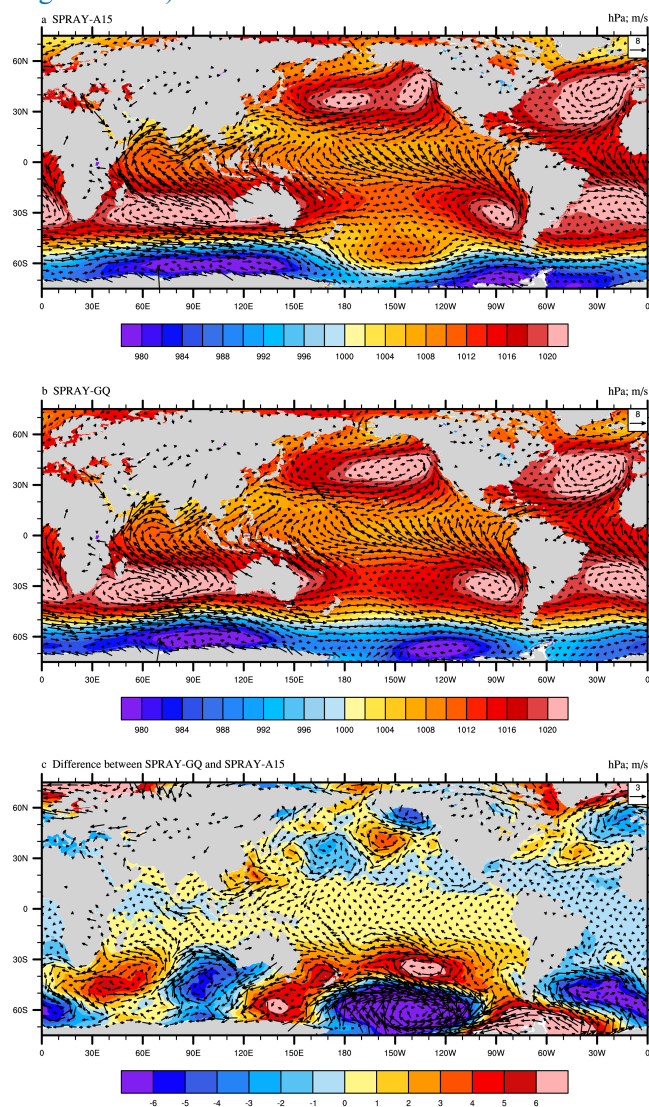 a SPRAY-A15 hPa; m/s
8
60N
30N
0
30S
60S
0 30E 60E 90E 120E 150E 180 150W 120W 90W 60W 30W 0
980 984 988 992 996 1000 1004 1008 1012 1016 1020
b SPRAY-GQ hPa; m/s
8
60N
30N
0
30S
60S
0 30E 60E 90E 120E 150E 180 150W 120W 90W 60W 30W 0
980 984 988 992 996 1000 1004 1008 1012 1016 1020
c Difference between SPRAY-GQ and SPRAY-A15 hPa; m/s
3
60N
30N
0
30S
60S
0 30E 60E 90E 120E 150E 180 150W 120W 90W 60W 30W 0
-6 -5 -4 -3 -2 -1 0 1 2 3 4 5 6